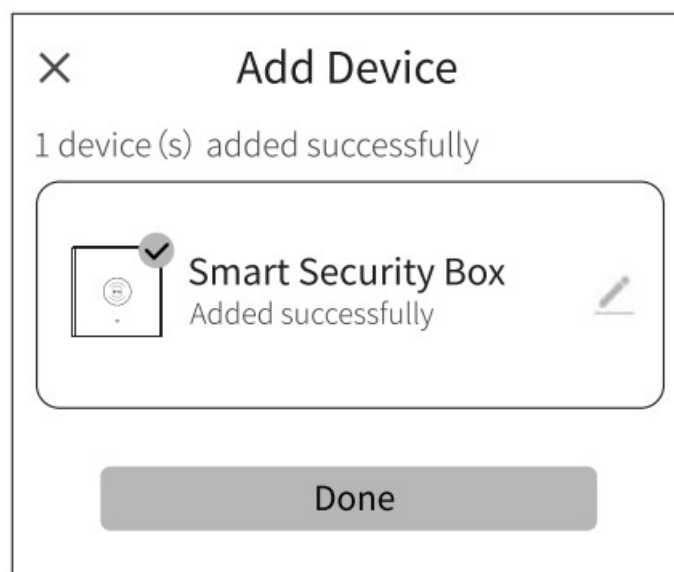 Add Device
1 device (s) added successfully
Smart Security Box
Added successfully
Done